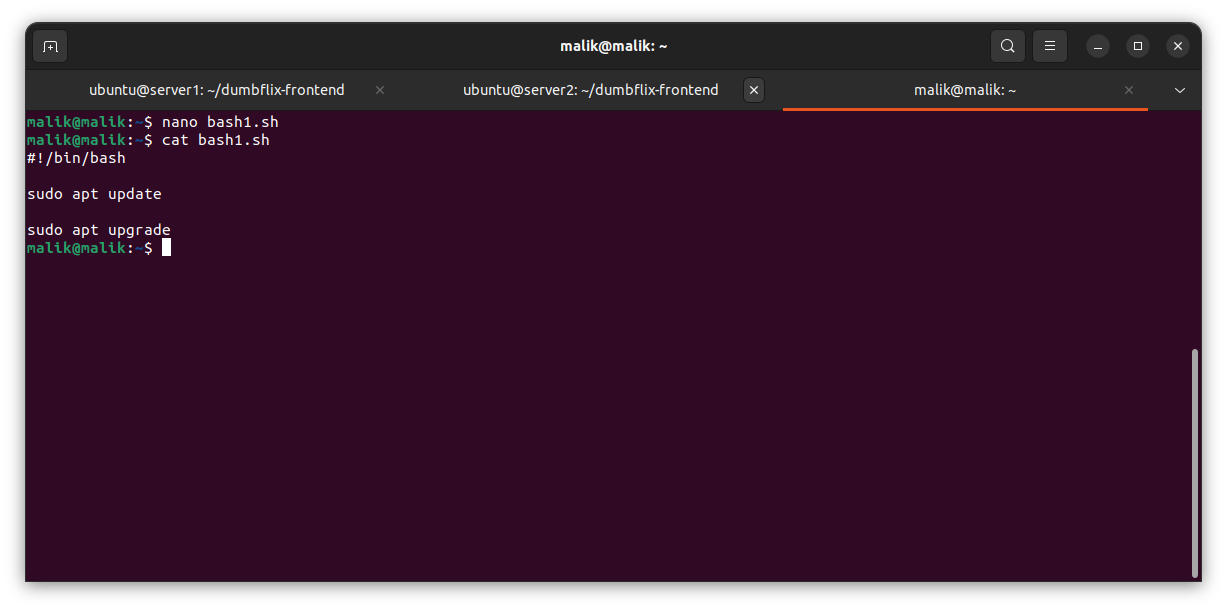 malik@malik: ~
ubuntu@server1: ~/dumbflix-frontend
ubuntu@server2: ~/dumbflix-frontend
malik@malik: ~
malik@malik:~$ nano bash1.sh
malik@malik:~$ cat bash1.sh
#!/bin/bash
sudo apt update
sudo apt upgrade
malik@malik:~$